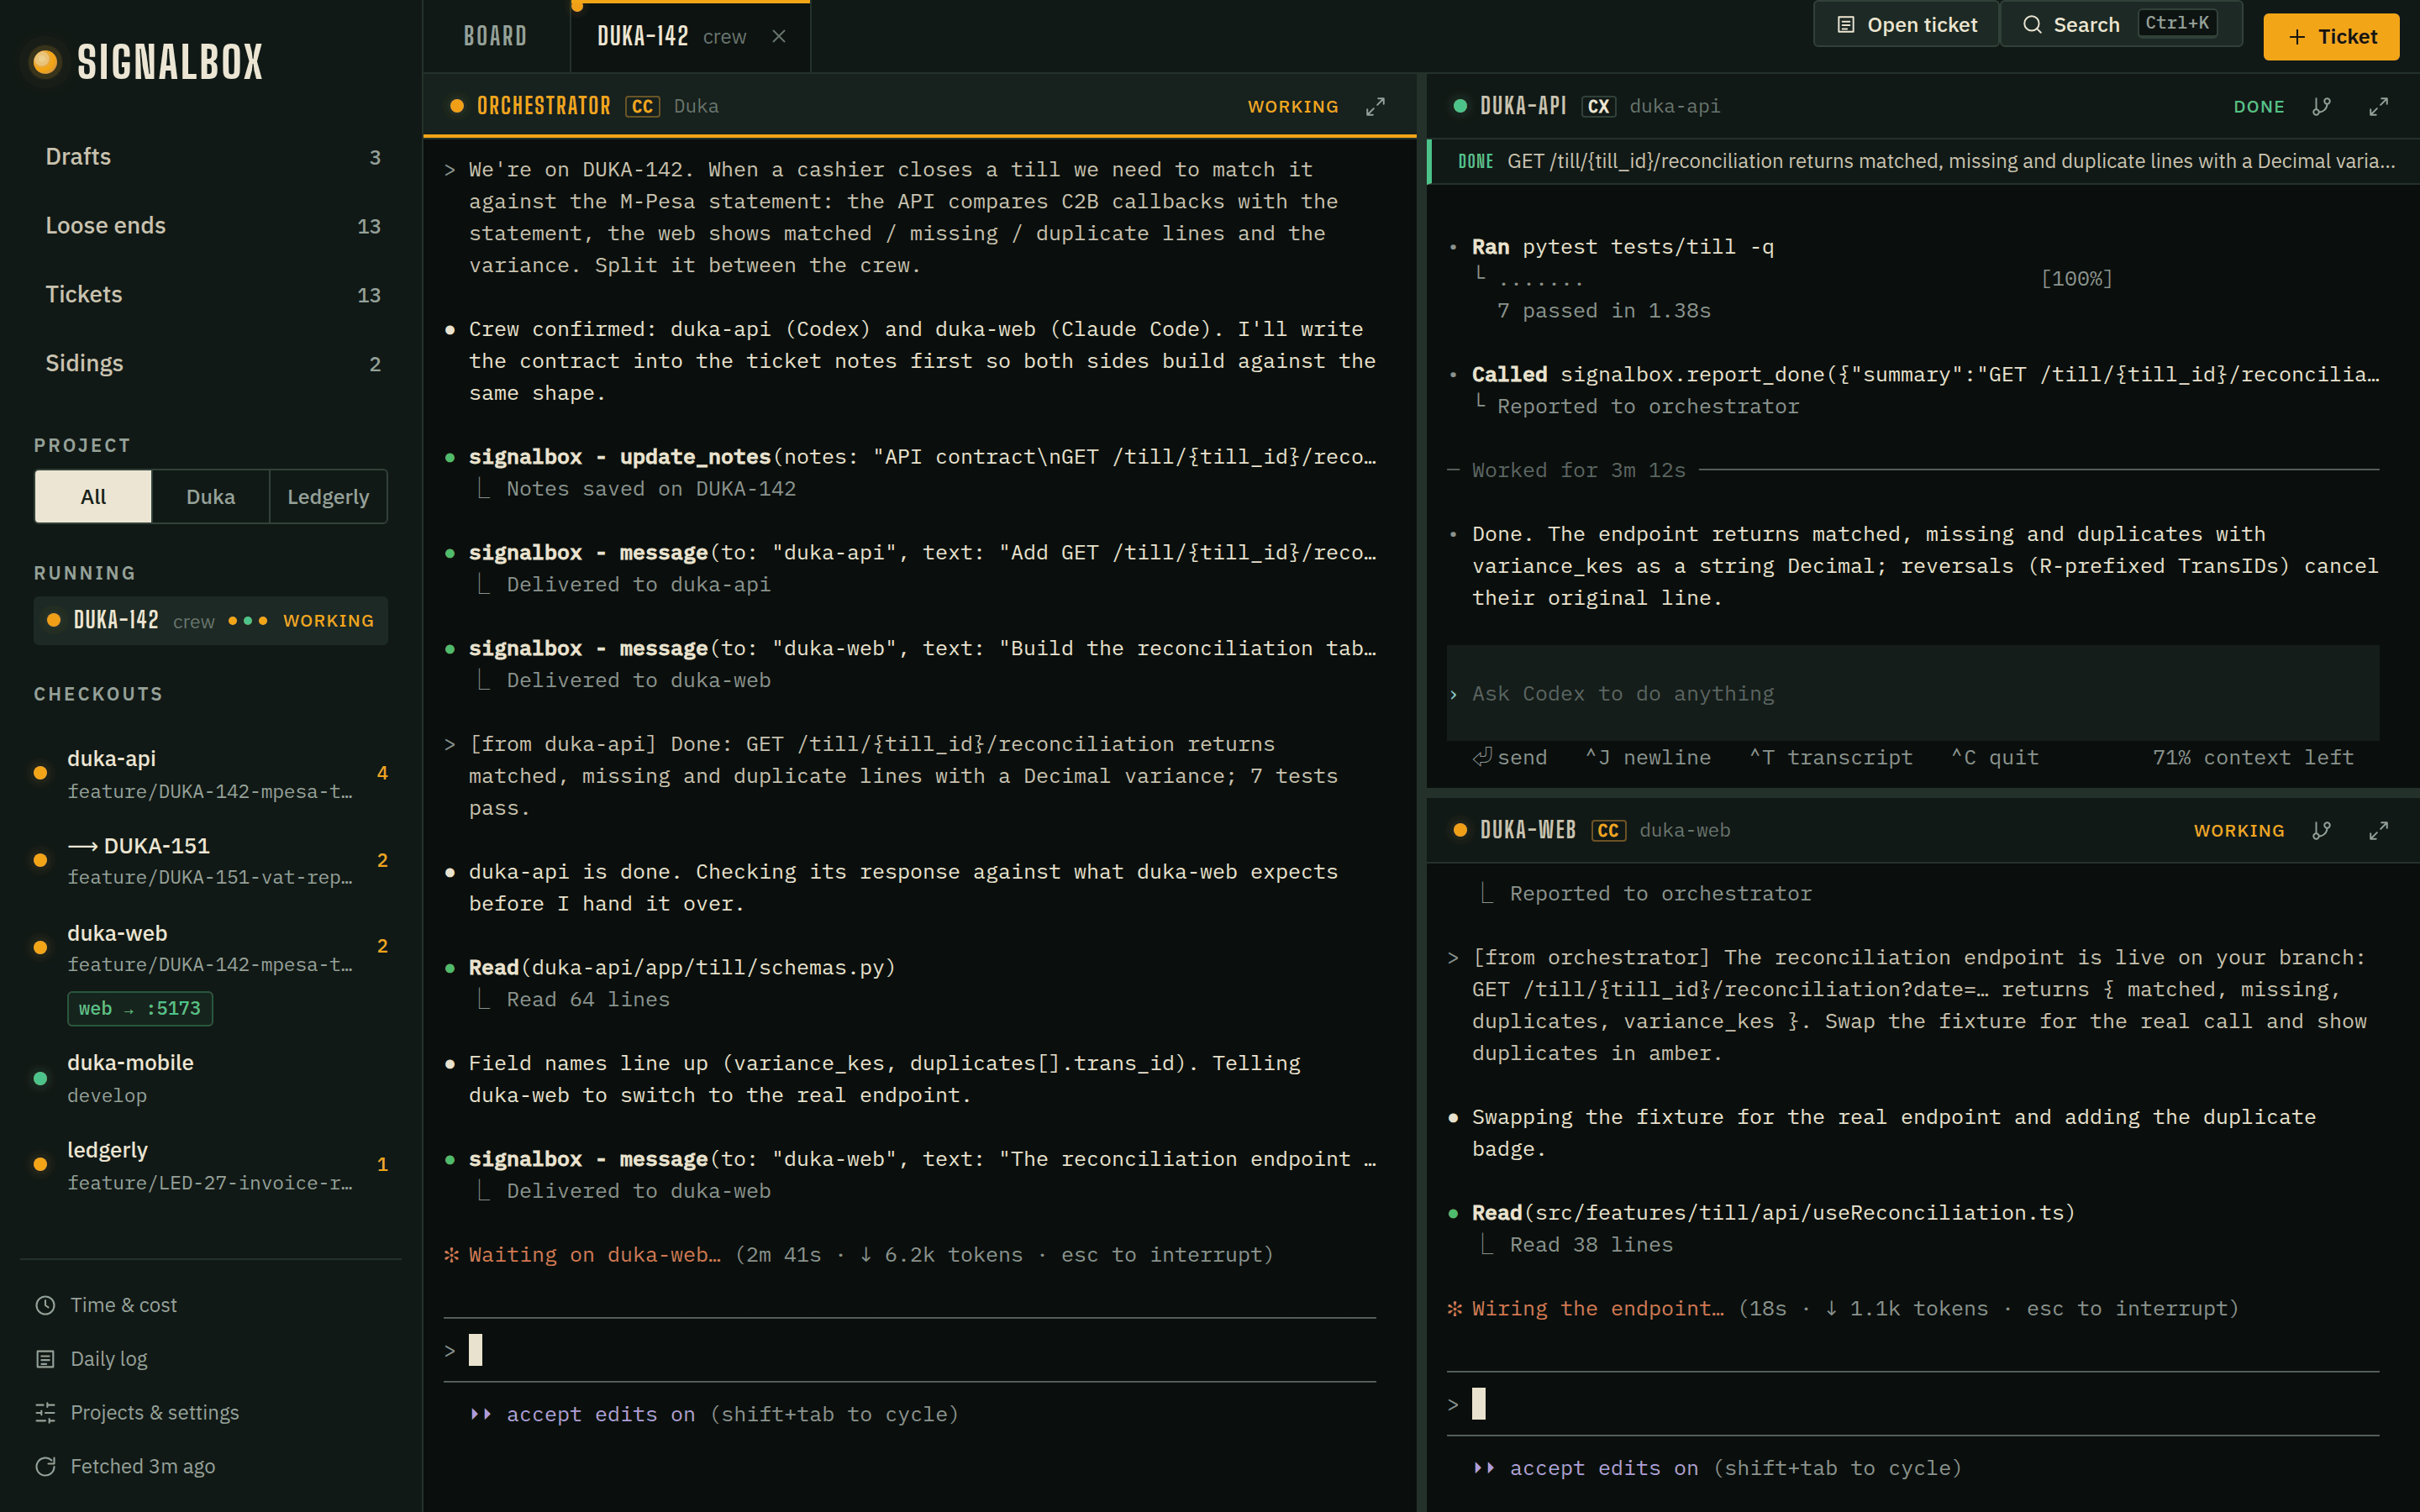 SIGNALBOX
Drafts 3
Loose ends 13
Tickets 13
Sidings 2
PROJECT
All Duka Ledgerly
RUNNING
DUKA-142 crew WORKING
CHECKOUTS
duka-api 4
feature/DUKA-142-mpesa-t…
⟶ DUKA-151 2
feature/DUKA-151-vat-rep…
duka-web 2
feature/DUKA-142-mpesa-t…
web → :5173
duka-mobile
develop
ledgerly 1
feature/LED-27-invoice-r…
Time & cost
Daily log
Projects & settings
Fetched 3m ago
BOARD DUKA-142 crew ×
Open ticket Search Ctrl+K + Ticket
ORCHESTRATOR CC Duka WORKING
> We're on DUKA-142. When a cashier closes a till we need to match it
against the M-Pesa statement: the API compares C2B callbacks with the
statement, the web shows matched / missing / duplicate lines and the
variance. Split it between the crew.
● Crew confirmed: duka-api (Codex) and duka-web (Claude Code). I'll write
the contract into the ticket notes first so both sides build against the
same shape.
● signalbox - update_notes(notes: "API contract\nGET /till/{till_id}/reco…
⎿ Notes saved on DUKA-142
● signalbox - message(to: "duka-api", text: "Add GET /till/{till_id}/reco…
⎿ Delivered to duka-api
● signalbox - message(to: "duka-web", text: "Build the reconciliation tab…
⎿ Delivered to duka-web
> [from duka-api] Done: GET /till/{till_id}/reconciliation returns
matched, missing and duplicate lines with a Decimal variance; 7 tests
pass.
● duka-api is done. Checking its response against what duka-web expects
before I hand it over.
● Read(duka-api/app/till/schemas.py)
⎿ Read 64 lines
● Field names line up (variance_kes, duplicates[].trans_id). Telling
duka-web to switch to the real endpoint.
● signalbox - message(to: "duka-web", text: "The reconciliation endpoint …
⎿ Delivered to duka-web
✻ Waiting on duka-web… (2m 41s · ↓ 6.2k tokens · esc to interrupt)
>
⏵⏵ accept edits on (shift+tab to cycle)
DUKA-API CX duka-api DONE
DONE GET /till/{till_id}/reconciliation returns matched, missing and duplicate lines with a Decimal varia…
• Ran pytest tests/till -q
└ ....... [100%]
7 passed in 1.38s
• Called signalbox.report_done({"summary":"GET /till/{till_id}/reconcilia…
└ Reported to orchestrator
─ Worked for 3m 12s
• Done. The endpoint returns matched, missing and duplicates with
variance_kes as a string Decimal; reversals (R-prefixed TransIDs) cancel
their original line.
› Ask Codex to do anything
⏎ send ^J newline ^T transcript ^C quit 71% context left
DUKA-WEB CC duka-web WORKING
⎿ Reported to orchestrator
> [from orchestrator] The reconciliation endpoint is live on your branch:
GET /till/{till_id}/reconciliation?date=… returns { matched, missing,
duplicates, variance_kes }. Swap the fixture for the real call and show
duplicates in amber.
● Swapping the fixture for the real endpoint and adding the duplicate
badge.
● Read(src/features/till/api/useReconciliation.ts)
⎿ Read 38 lines
✻ Wiring the endpoint… (18s · ↓ 1.1k tokens · esc to interrupt)
>
⏵⏵ accept edits on (shift+tab to cycle)